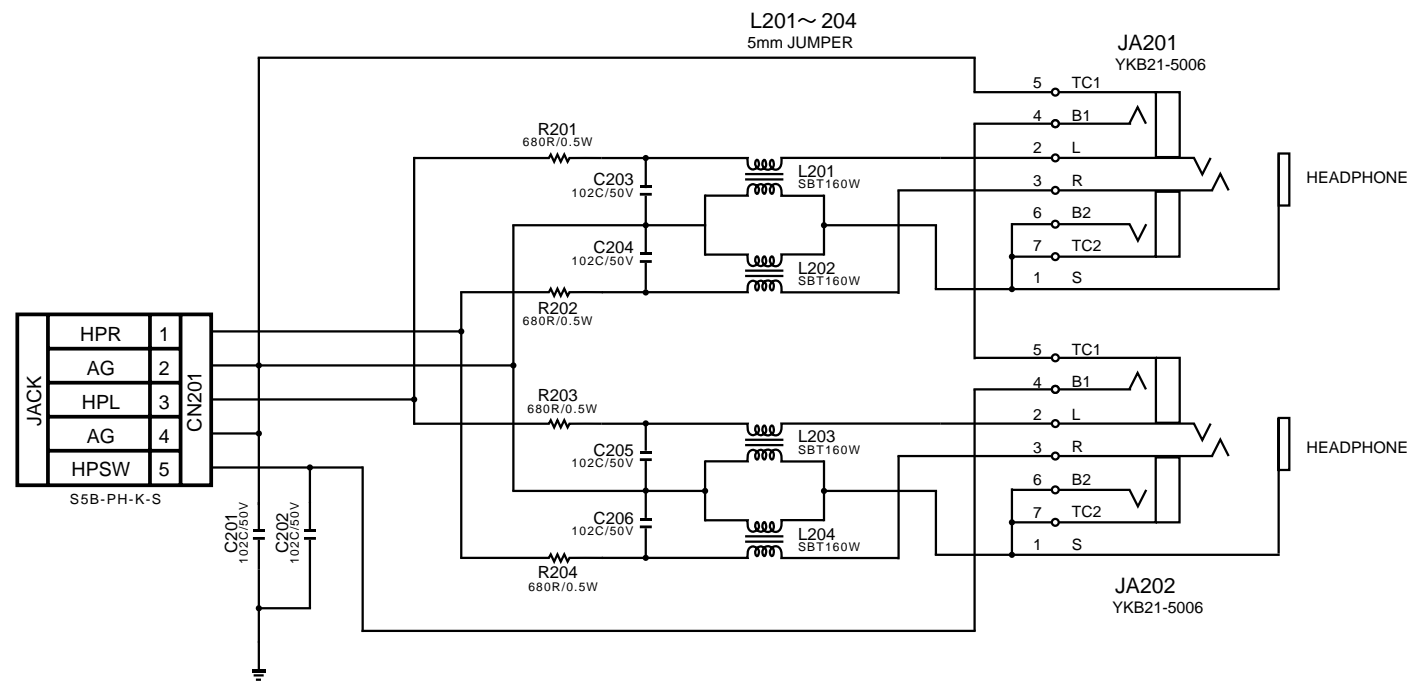 L201～204
5mm JUMPER
JA201
YKB21-5006
5 TC1
4 B1
2 L
3 R
6 B2
7 TC2
1 S
HEADPHONE
R201
680R/0.5W
C203
102C/50V
L201
SBT160W
C204
102C/50V
L202
SBT160W
R202
680R/0.5W
JACK
HPR 1
AG 2
HPL 3
AG 4
HPSW 5
CN201
S5B-PH-K-S
C201
102C/50V
C202
102C/50V
R203
680R/0.5W
C205
102C/50V
L203
SBT160W
C206
102C/50V
L204
SBT160W
R204
680R/0.5W
5 TC1
4 B1
2 L
3 R
6 B2
7 TC2
1 S
HEADPHONE
JA202
YKB21-5006